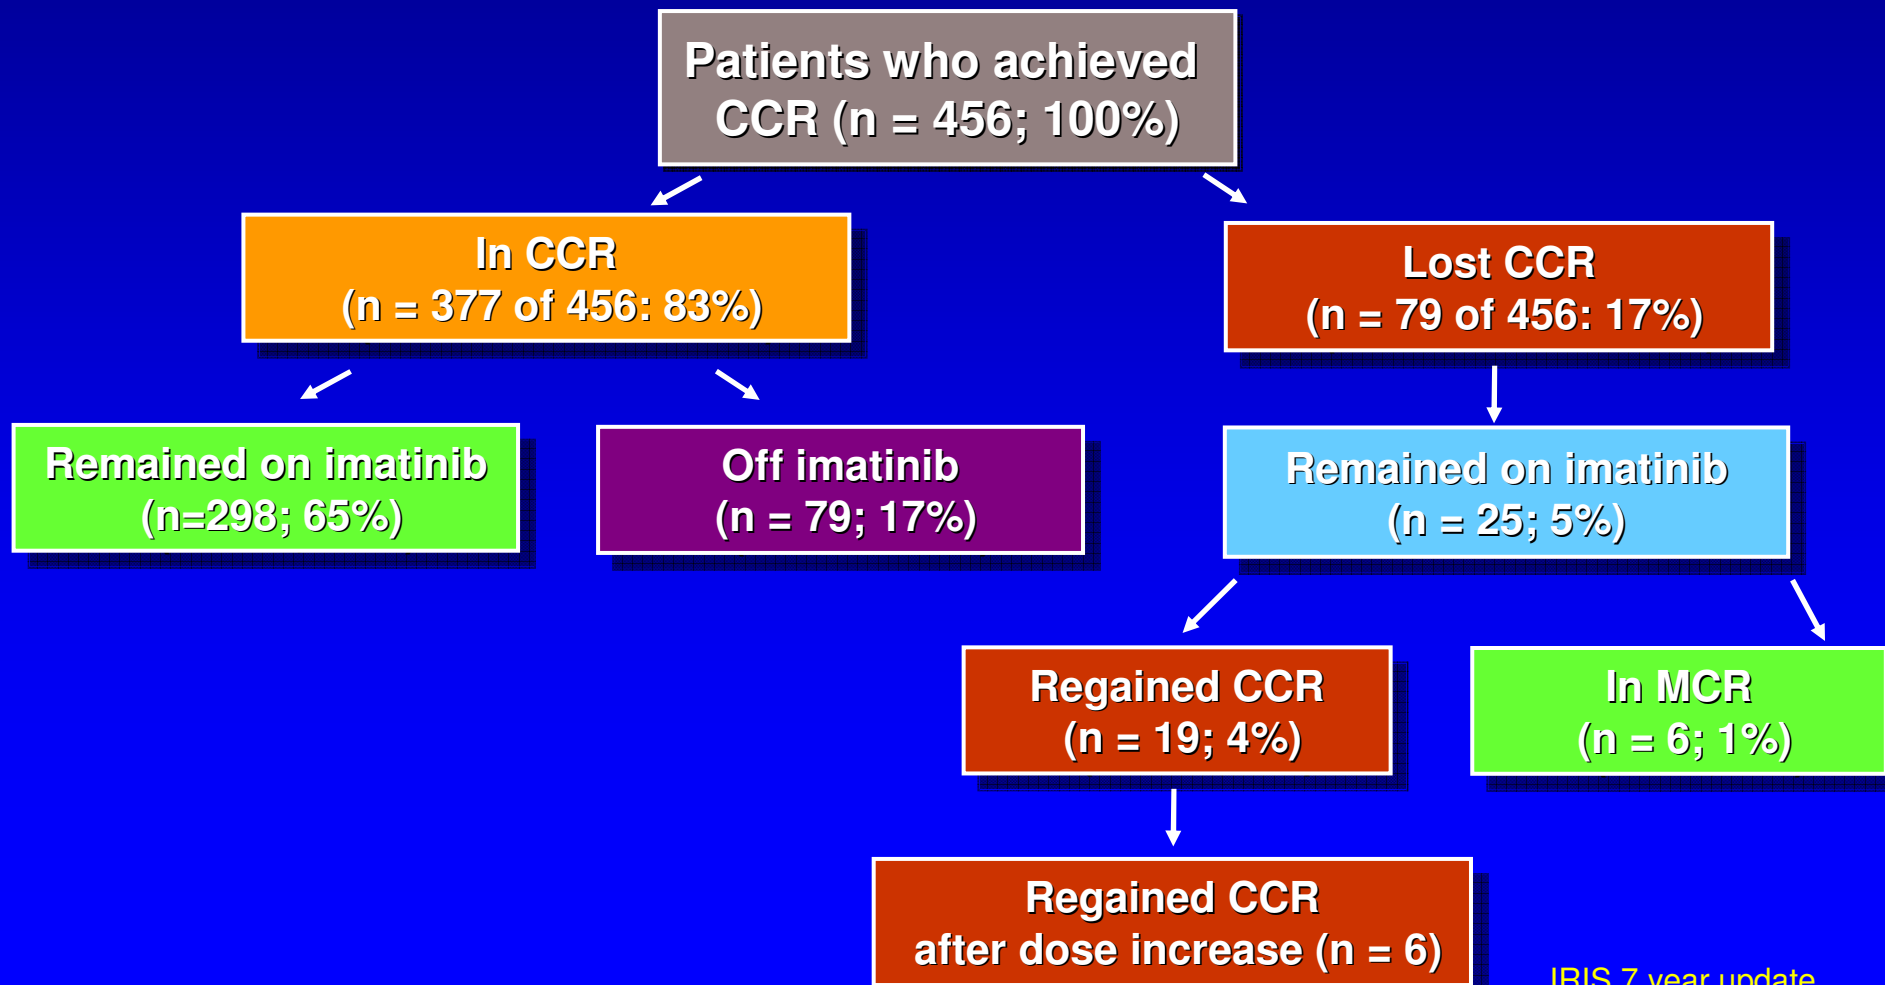 Patients who achieved
CCR (n = 456; 100%)
In CCR
(n = 377 of 456: 83%)
Lost CCR
(n = 79 of 456: 17%)
Remained on imatinib
(n=298; 65%)
Off imatinib
(n = 79; 17%)
Remained on imatinib
(n = 25; 5%)
Regained CCR
(n = 19; 4%)
In MCR
(n = 6; 1%)
Regained CCR
after dose increase (n = 6)
IRIS 7 year update